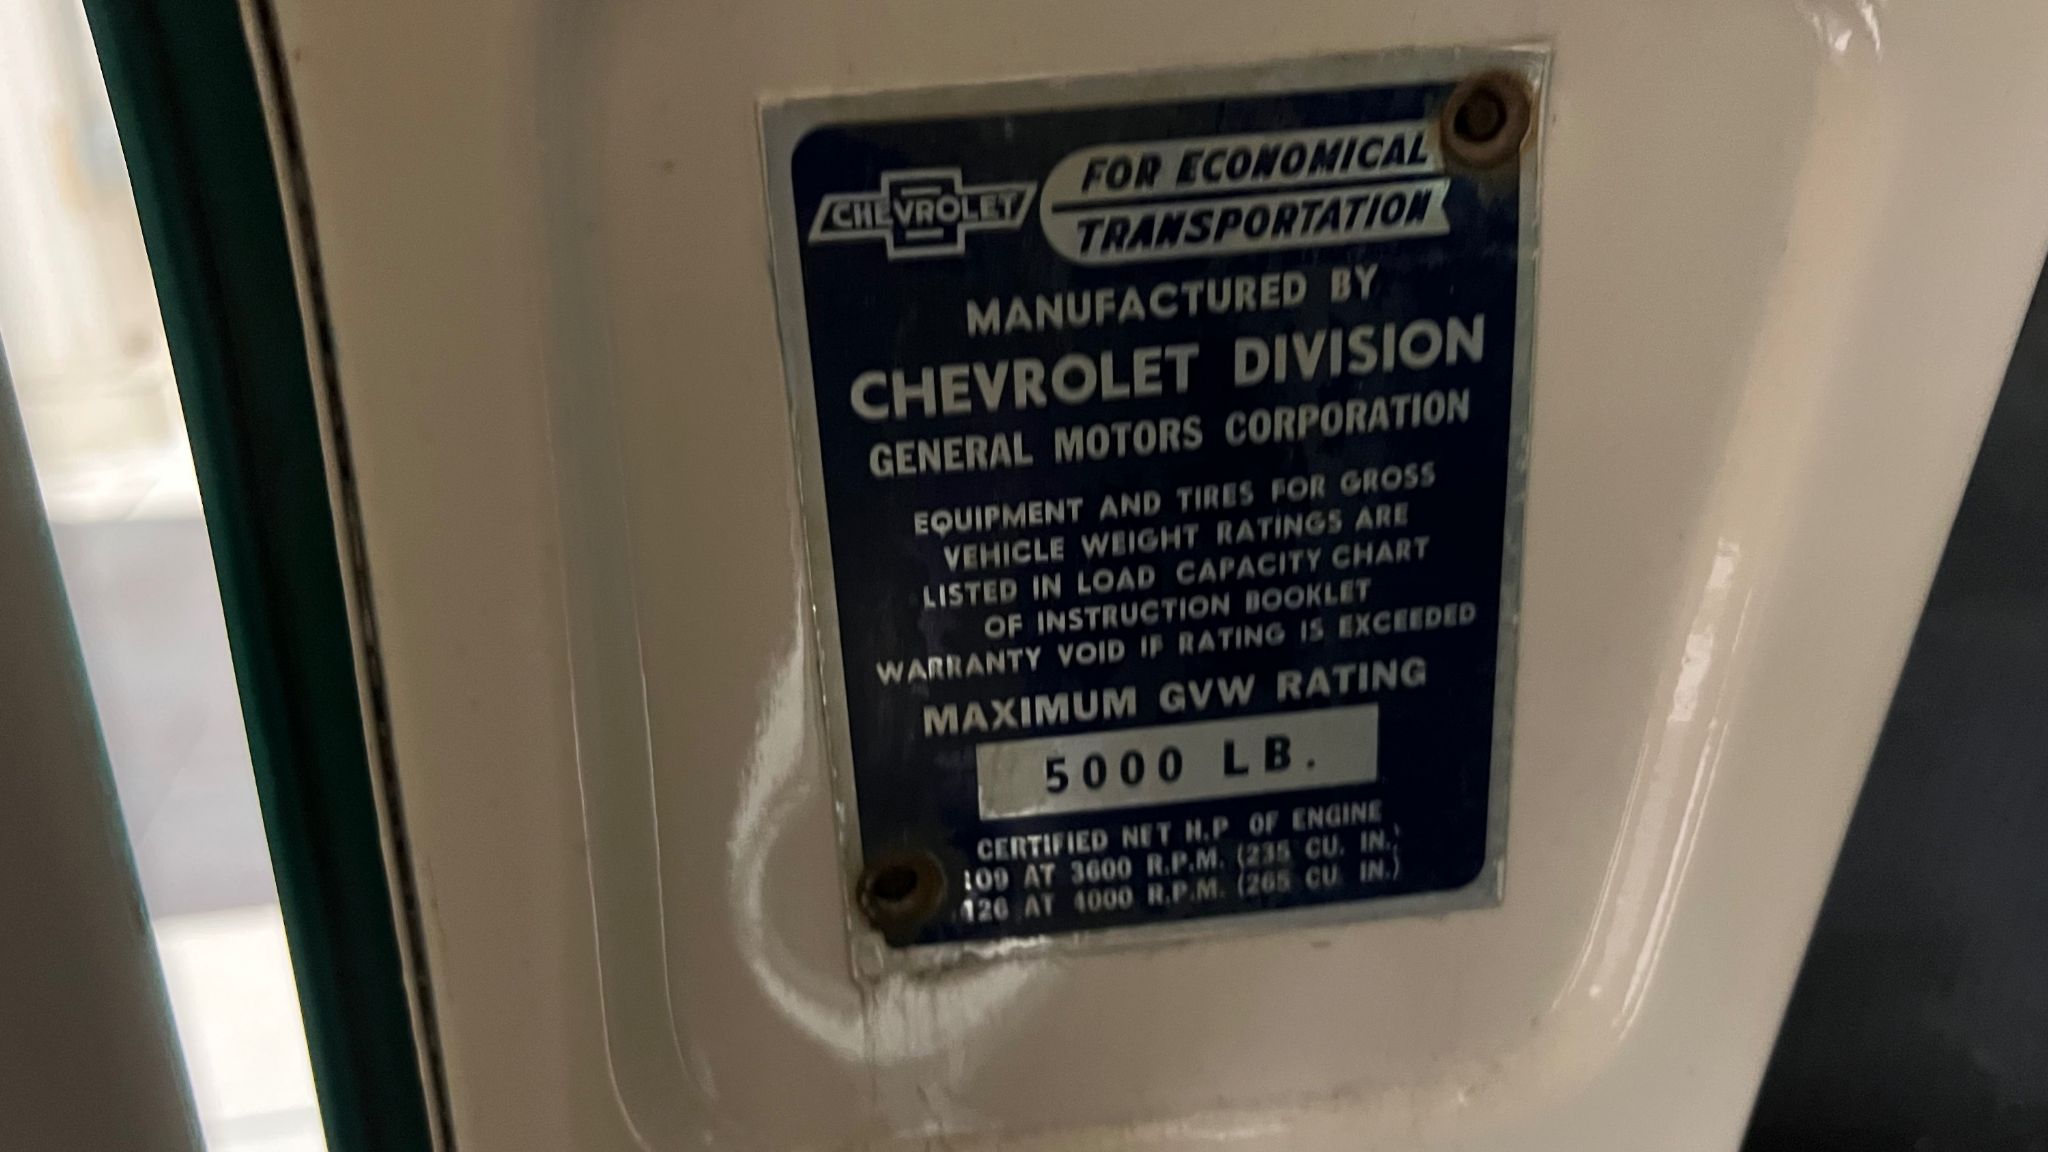 CHEVROLET
FOR ECONOMICAL
TRANSPORTATION
MANUFACTURED BY
CHEVROLET DIVISION
GENERAL MOTORS CORPORATION
EQUIPMENT AND TIRES FOR GROSS
VEHICLE WEIGHT RATINGS ARE
LISTED IN LOAD CAPACITY CHART
OF INSTRUCTION BOOKLET
WARRANTY VOID IF RATING IS EXCEEDED
MAXIMUM GVW RATING
5000 LB.
CERTIFIED NET H.P OF ENGINE
109 AT 3600 R.P.M. (235 CU. IN.)
126 AT 4000 R.P.M. (265 CU. IN.)